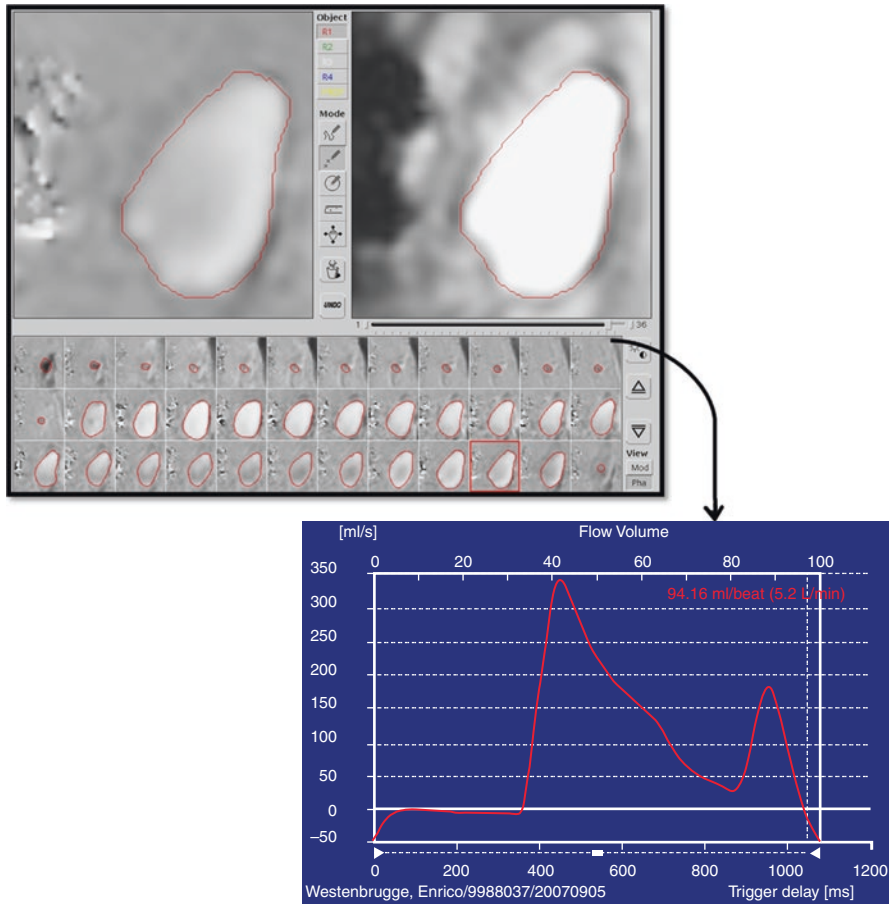 Object
R1
R2
R4
Mode
UNDO
1 36
View
Mod
Pha
[ml/s] Flow Volume
0 20 40 60 80 100
350
94.16 ml/beat (5.2 L/min)
300
250
200
150
100
50
0
–50
0 200 400 600 800 1000 1200
Westenbrugge, Enrico/9988037/20070905 Trigger delay [ms]